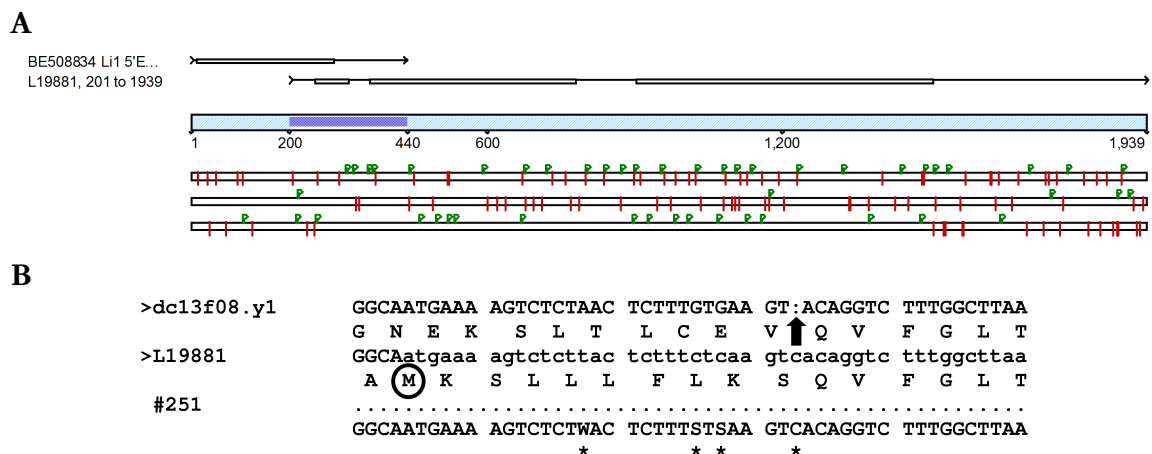 A
BE508834 Li1 5'E...
L19881, 201 to 1939
1 200 440 600 1,200 1,939
B
>dc13f08.y1 GGCAATGAAA AGTCTCTAAC TCTTTGTGAA GT:ACAGGTC TTTGGCTTAA
G N E K S L T L C E V Q V F G L T
>L19881 GGCAatgaaa agtctcttac tctttctcaa gtcacaggtc tttggcttaa
A M K S L L L F L K S Q V F G L T
#251 ......................................................
GGCAATGAAA AGTCTCTWAC TCTTTSTSAA GTCACAGGTC TTTGGCTTAA
* * * *